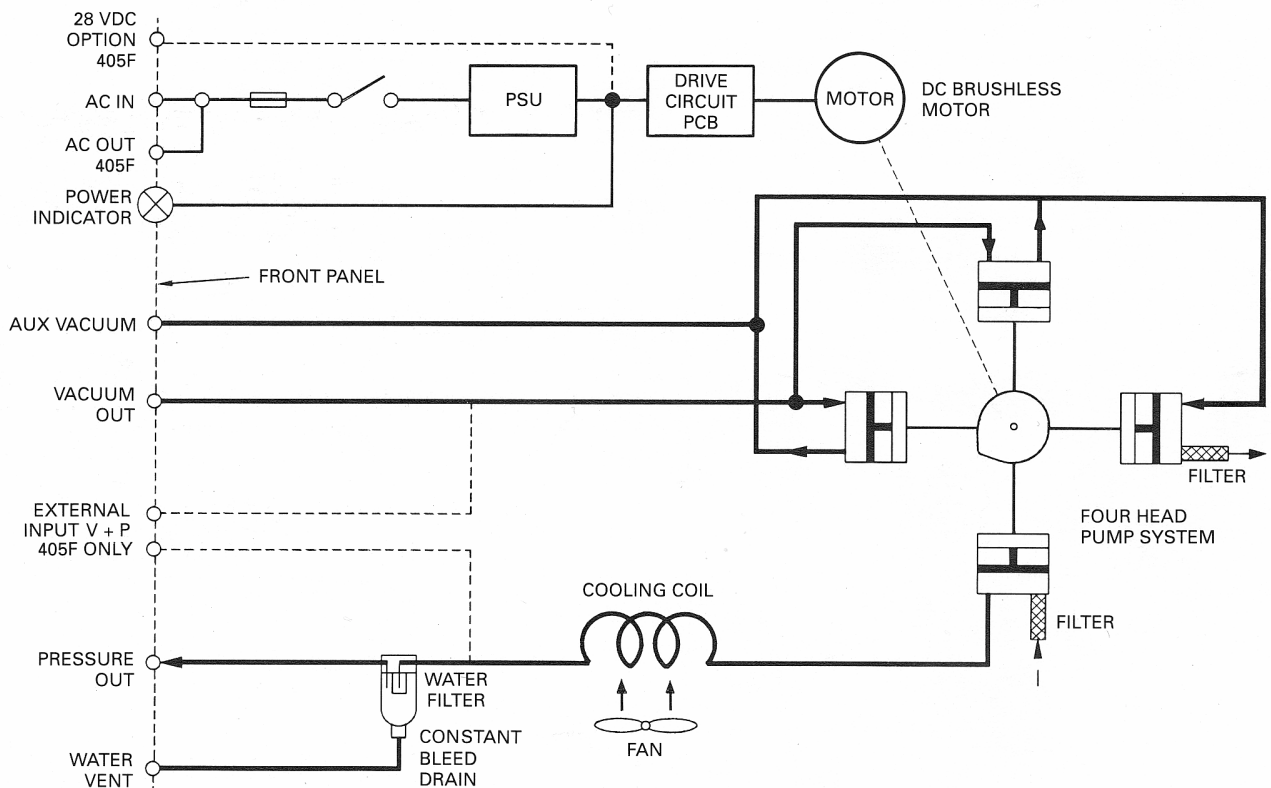 28 VDC
OPTION
405F
AC IN
AC OUT
405F
POWER
INDICATOR
PSU
DRIVE
CIRCUIT
PCB
MOTOR
DC BRUSHLESS
MOTOR
FRONT PANEL
AUX VACUUM
VACUUM
OUT
FILTER
EXTERNAL
INPUT V + P
405F ONLY
FOUR HEAD
PUMP SYSTEM
COOLING COIL
FILTER
PRESSURE
OUT
WATER
FILTER
FAN
CONSTANT
BLEED
DRAIN
WATER
VENT